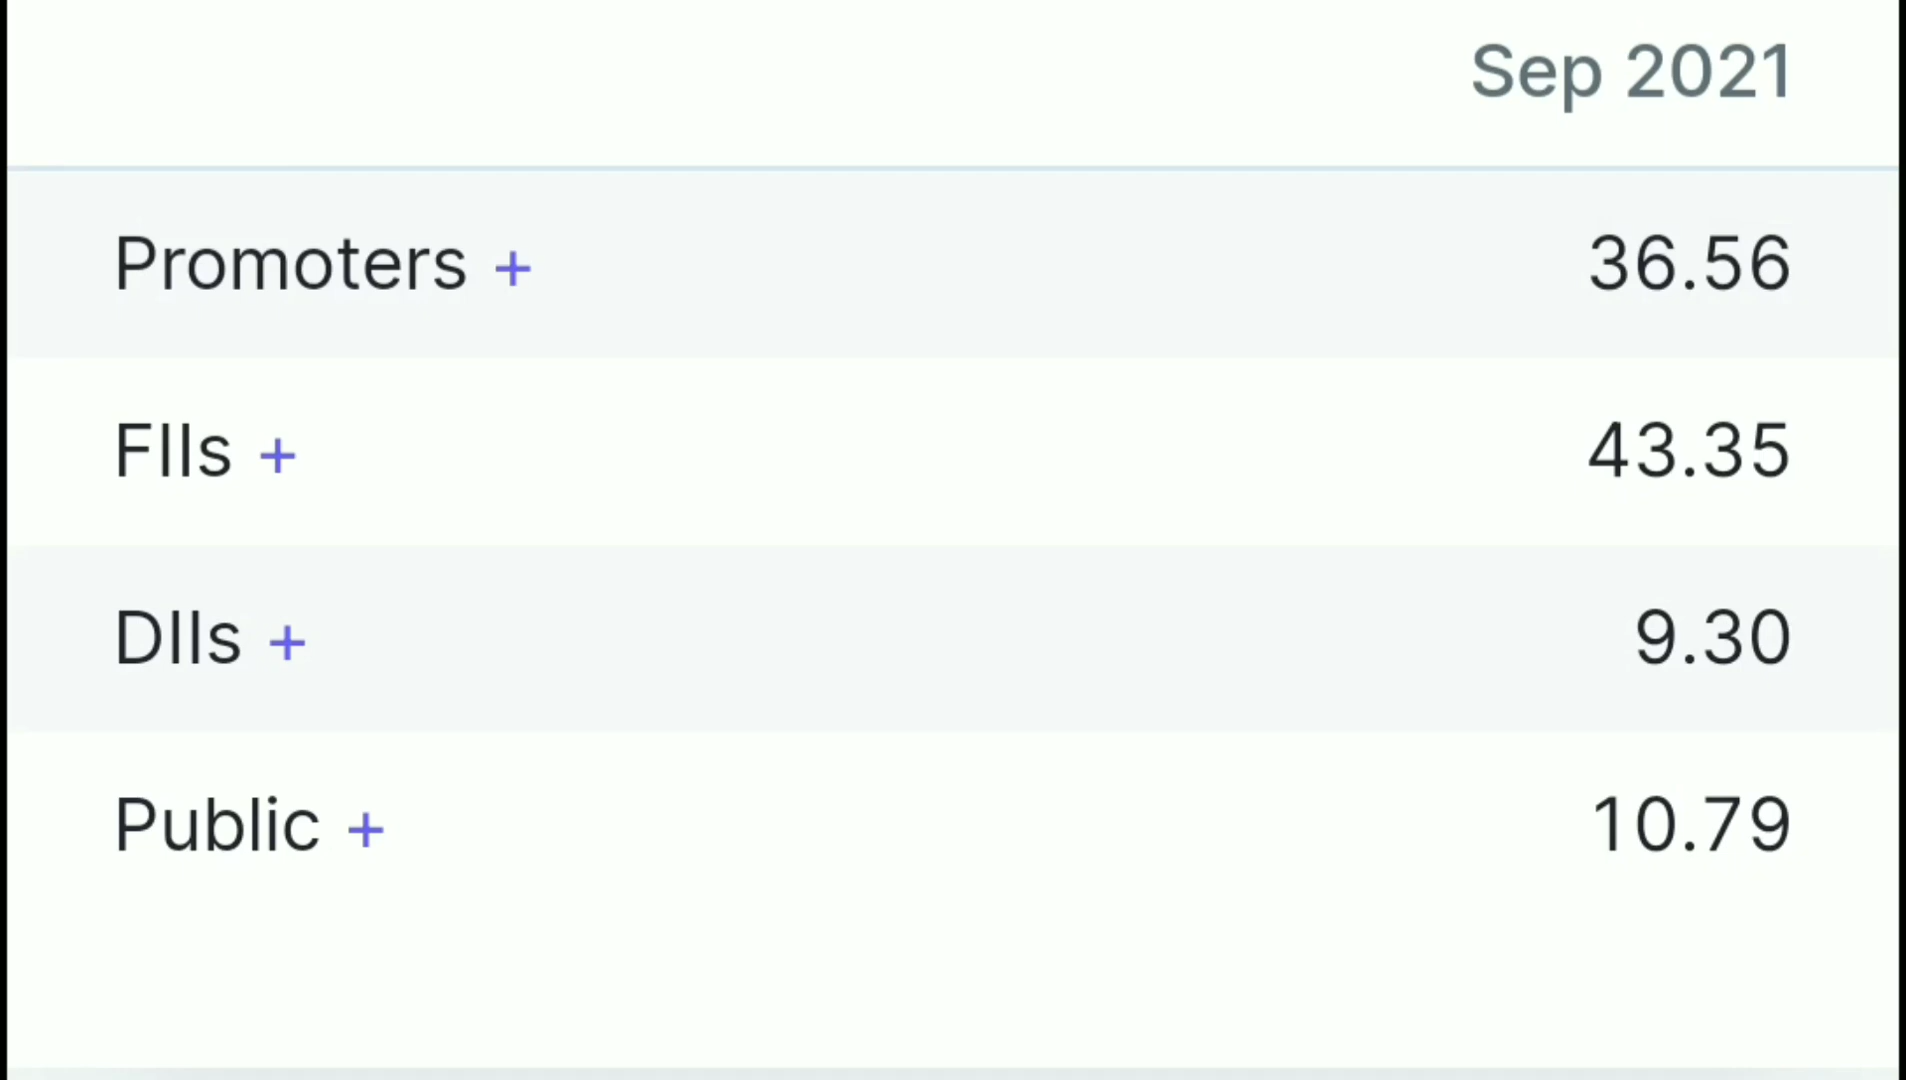 Sep 2021
Promoters + 36.56
FIIs + 43.35
DIIs + 9.30
Public + 10.79